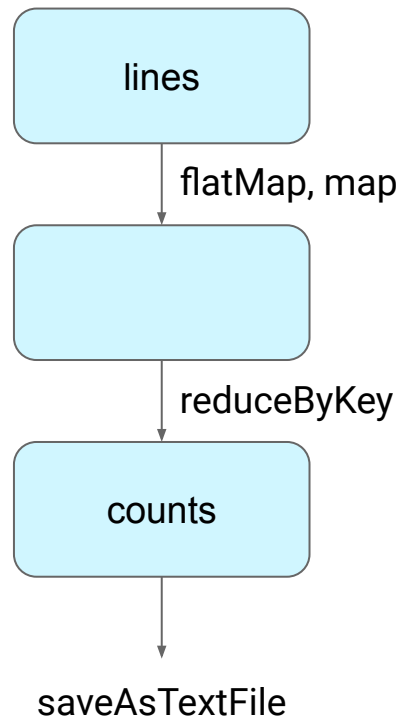 lines
flatMap, map
reduceByKey
counts
saveAsTextFile